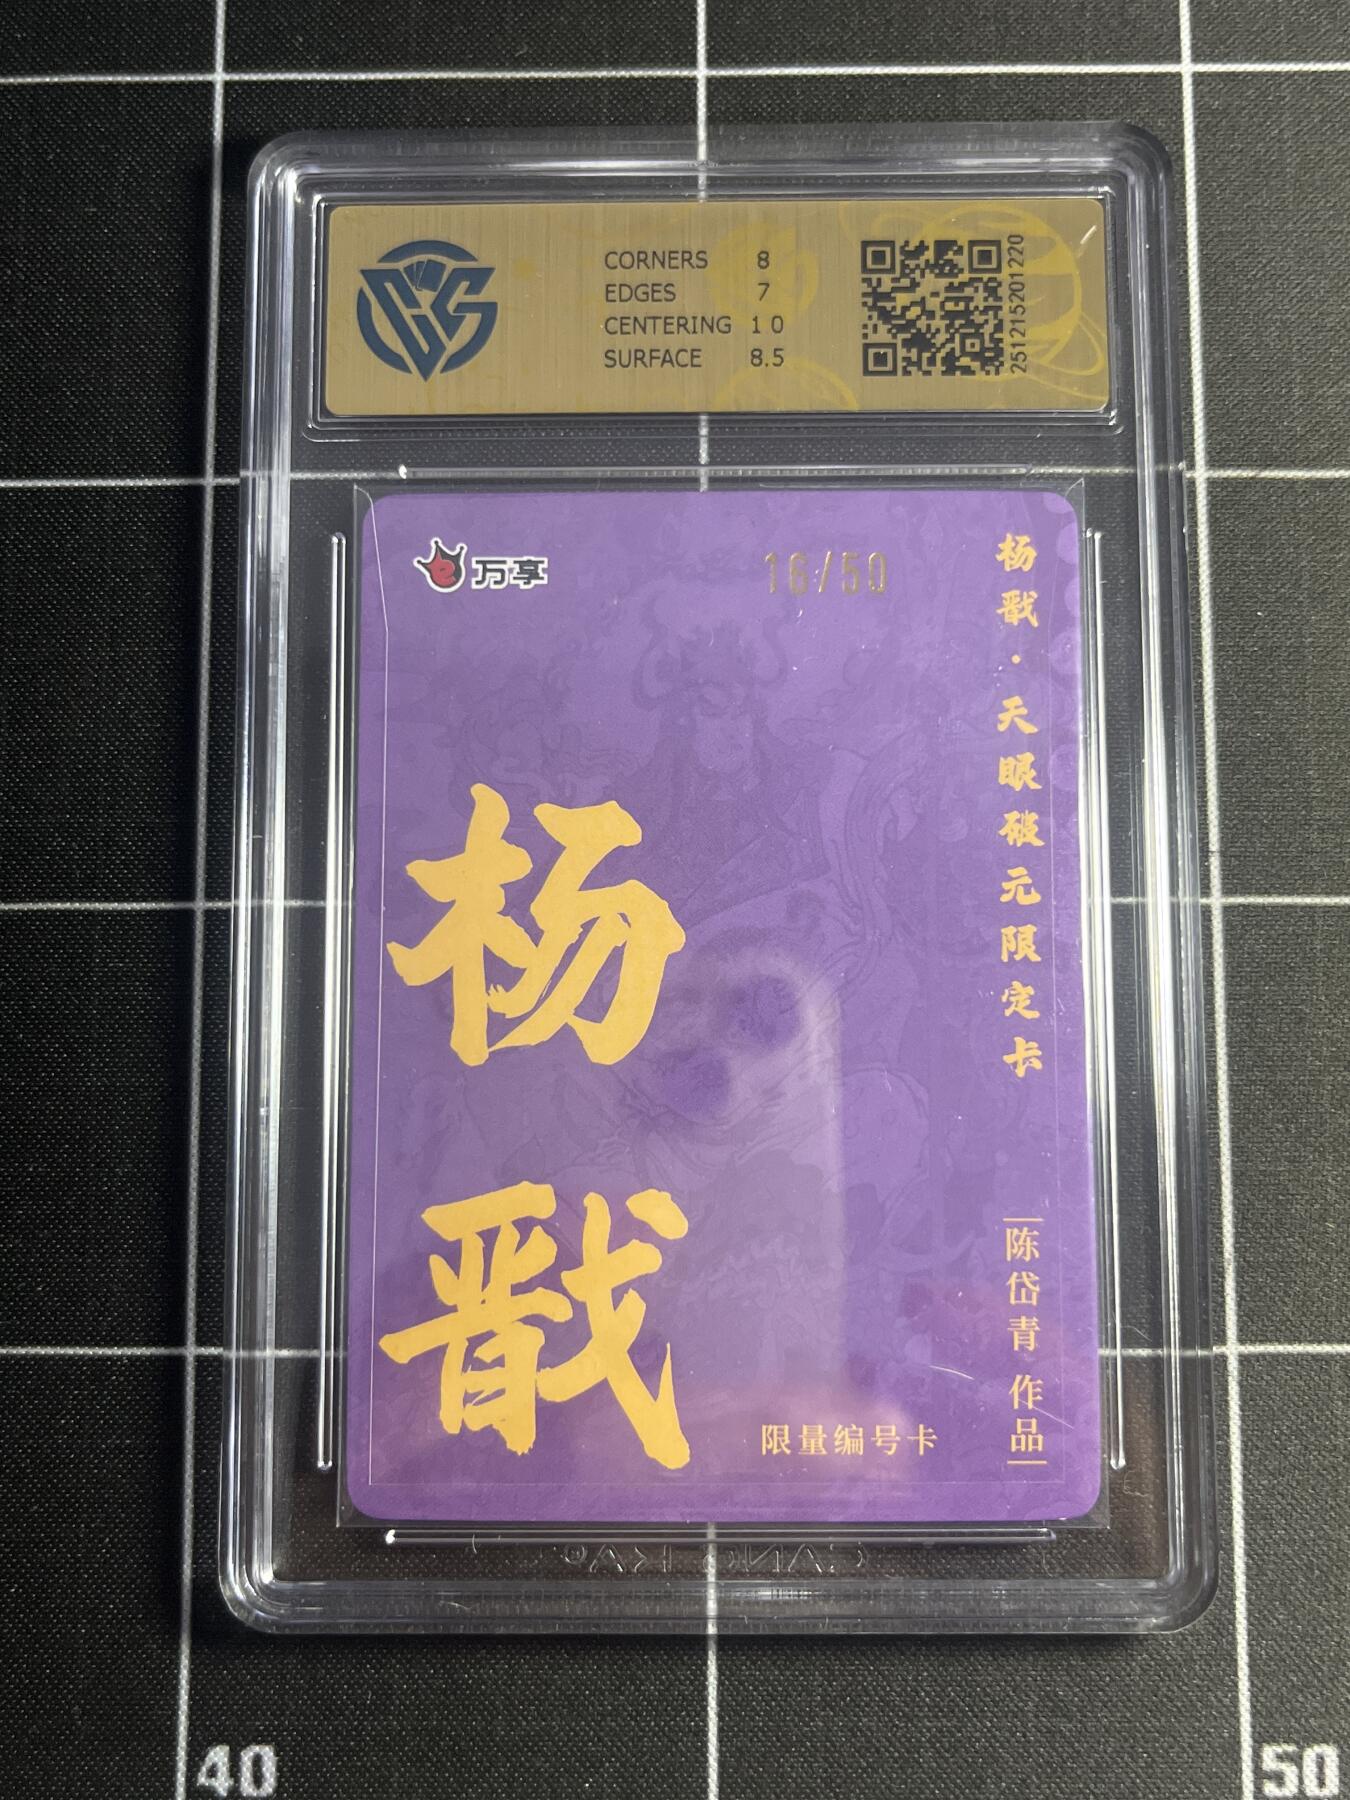 CORNERS 8
EDGES 7
CENTERING 10
SURFACE 8.5
251215201220
万享
16/50
杨戬·天眼破元限定卡
杨戬
陈岱青 作品
限量编号卡
40
50